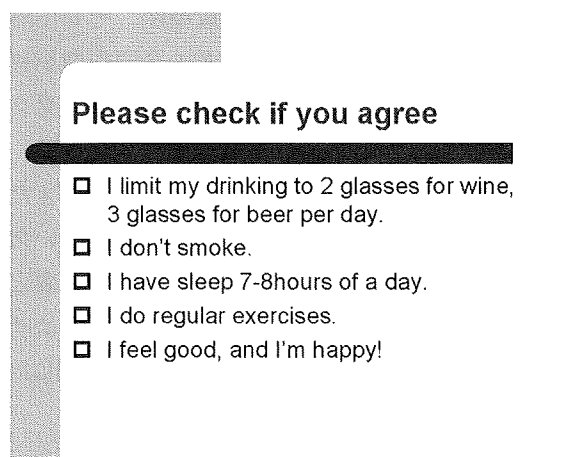 Please check if you agree
I limit my drinking to 2 glasses for wine,
3 glasses for beer per day.
I don't smoke.
I have sleep 7-8hours of a day.
I do regular exercises.
I feel good, and I'm happy!